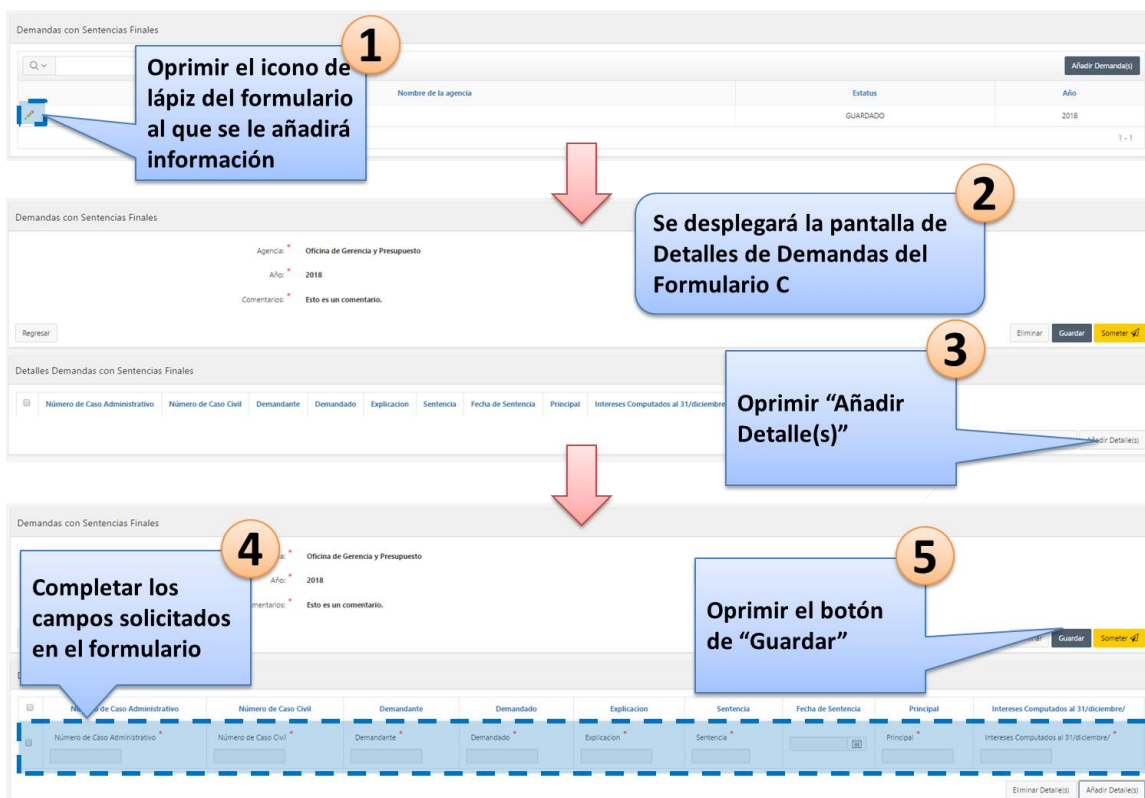 Demandas con Sentencias Finales
1
Oprimir el icono de
lápiz del formulario
al que se le añadirá
información
Añadir Demanda(s)
Nombre de la agencia Estatus Año
GUARDADO 2018
1 - 1
Demandas con Sentencias Finales
2
Se desplegará la pantalla de
Detalles de Demandas del
Formulario C
Agencia: * Oficina de Gerencia y Presupuesto
Año: * 2018
Comentarios: * Esto es un comentario.
Regresar Eliminar Guardar Someter
3
Oprimir “Añadir
Detalle(s)”
Detalles Demandas con Sentencias Finales
Número de Caso Administrativo Número de Caso Civil Demandante Demandado Explicacion Sentencia Fecha de Sentencia Principal Intereses Computados al 31/diciembre
Añadir Detalle(s)
Demandas con Sentencias Finales
4
Completar los
campos solicitados
en el formulario
* Oficina de Gerencia y Presupuesto
Año: * 2018
* Esto es un comentario.
5
Oprimir el botón
de “Guardar”
Guardar Someter
Número de Caso Administrativo Número de Caso Civil Demandante Demandado Explicacion Sentencia Fecha de Sentencia Principal Intereses Computados al 31/diciembre/
Número de Caso Administrativo * Número de Caso Civil * Demandante * Demandado * Explicacion * Sentencia * Principal * Intereses Computados al 31/diciembre/ *
Eliminar Detalle(s) Añadir Detalle(s)